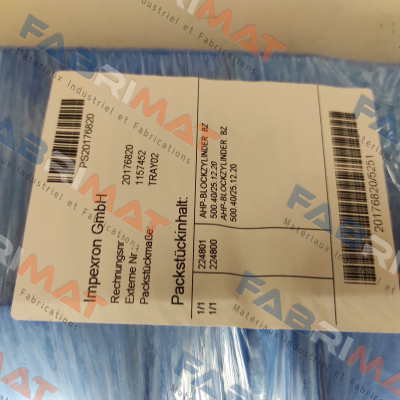 PS20176820
Impexron GmbH
Rechnungsnr. 20176820
Externe Nr. 1157452
Packstückmaße: TRAY02
Packstückinhalt:
1/1 224801 AHP-BLOCKZYLINDER BZ
500.40/25.12.20
1/1 224800 AHP-BLOCKZYLINDER BZ
500.40/25.12.20
20176820/5251
FABRIMAT
Materiaux Industriel et Fabrications